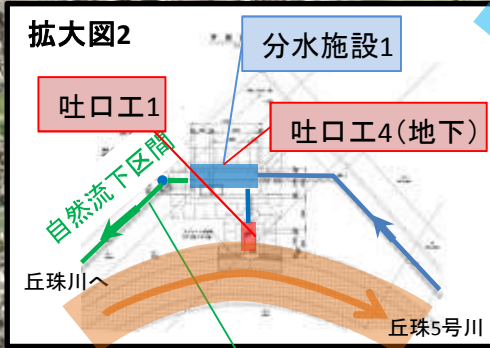 拡大図2
分水施設1
吐口工1
吐口工4(地下)
自然流下区間
丘珠川へ
丘珠5号川